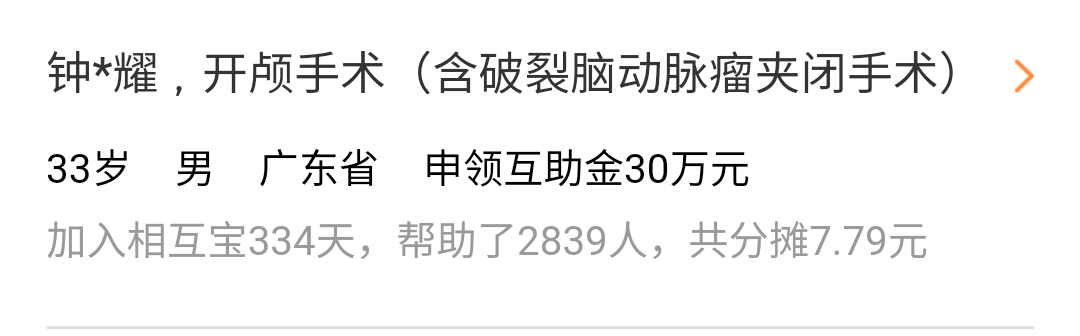 钟*耀，开颅手术（含破裂脑动脉瘤夹闭手术）
33岁 男 广东省 申领互助金30万元
加入相互宝334天，帮助了2839人，共分摊7.79元